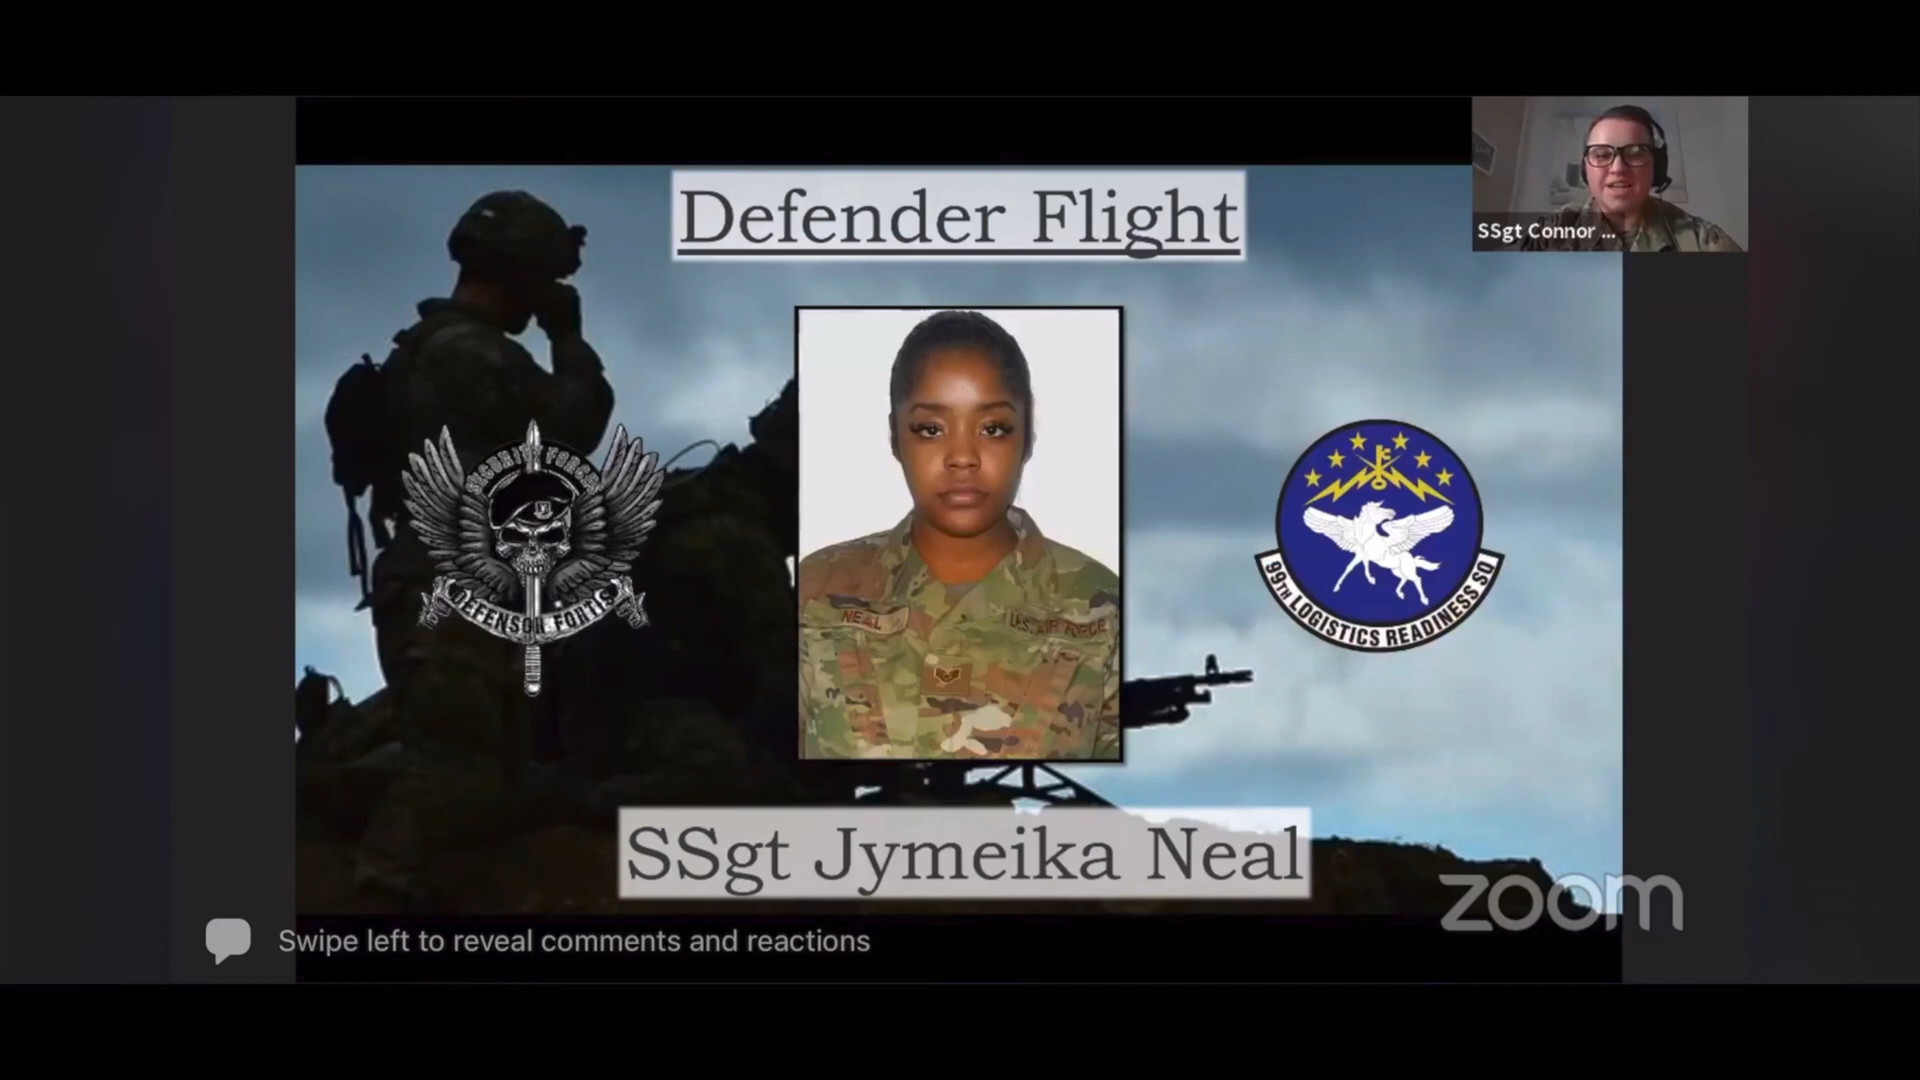 Defender Flight
SSgt Connor ...
SECURITY FORCES
DEFENSOR FORTIS
NEAL
U.S. AIR FORCE
99TH LOGISTICS READINESS SQ
SSgt Jymeika Neal
zoom
Swipe left to reveal comments and reactions